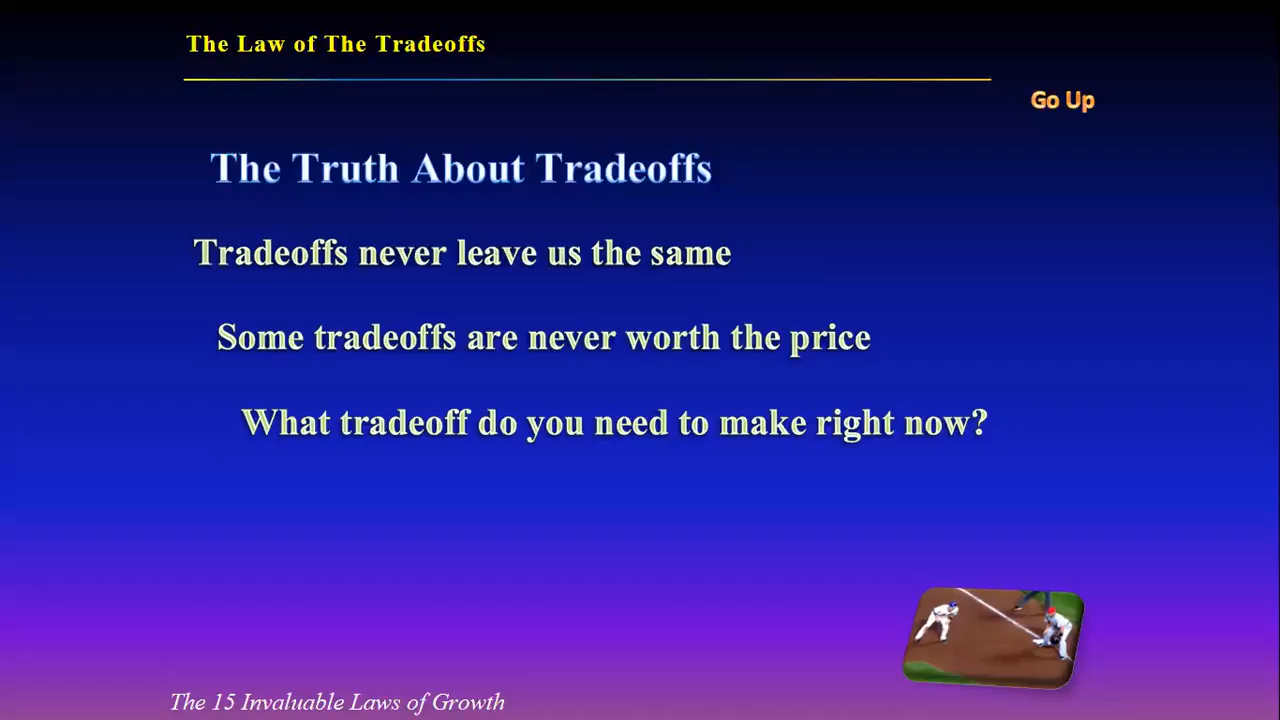 The Law of The Tradeoffs
Go Up
The Truth About Tradeoffs
Tradeoffs never leave us the same
Some tradeoffs are never worth the price
What tradeoff do you need to make right now?
The 15 Invaluable Laws of Growth